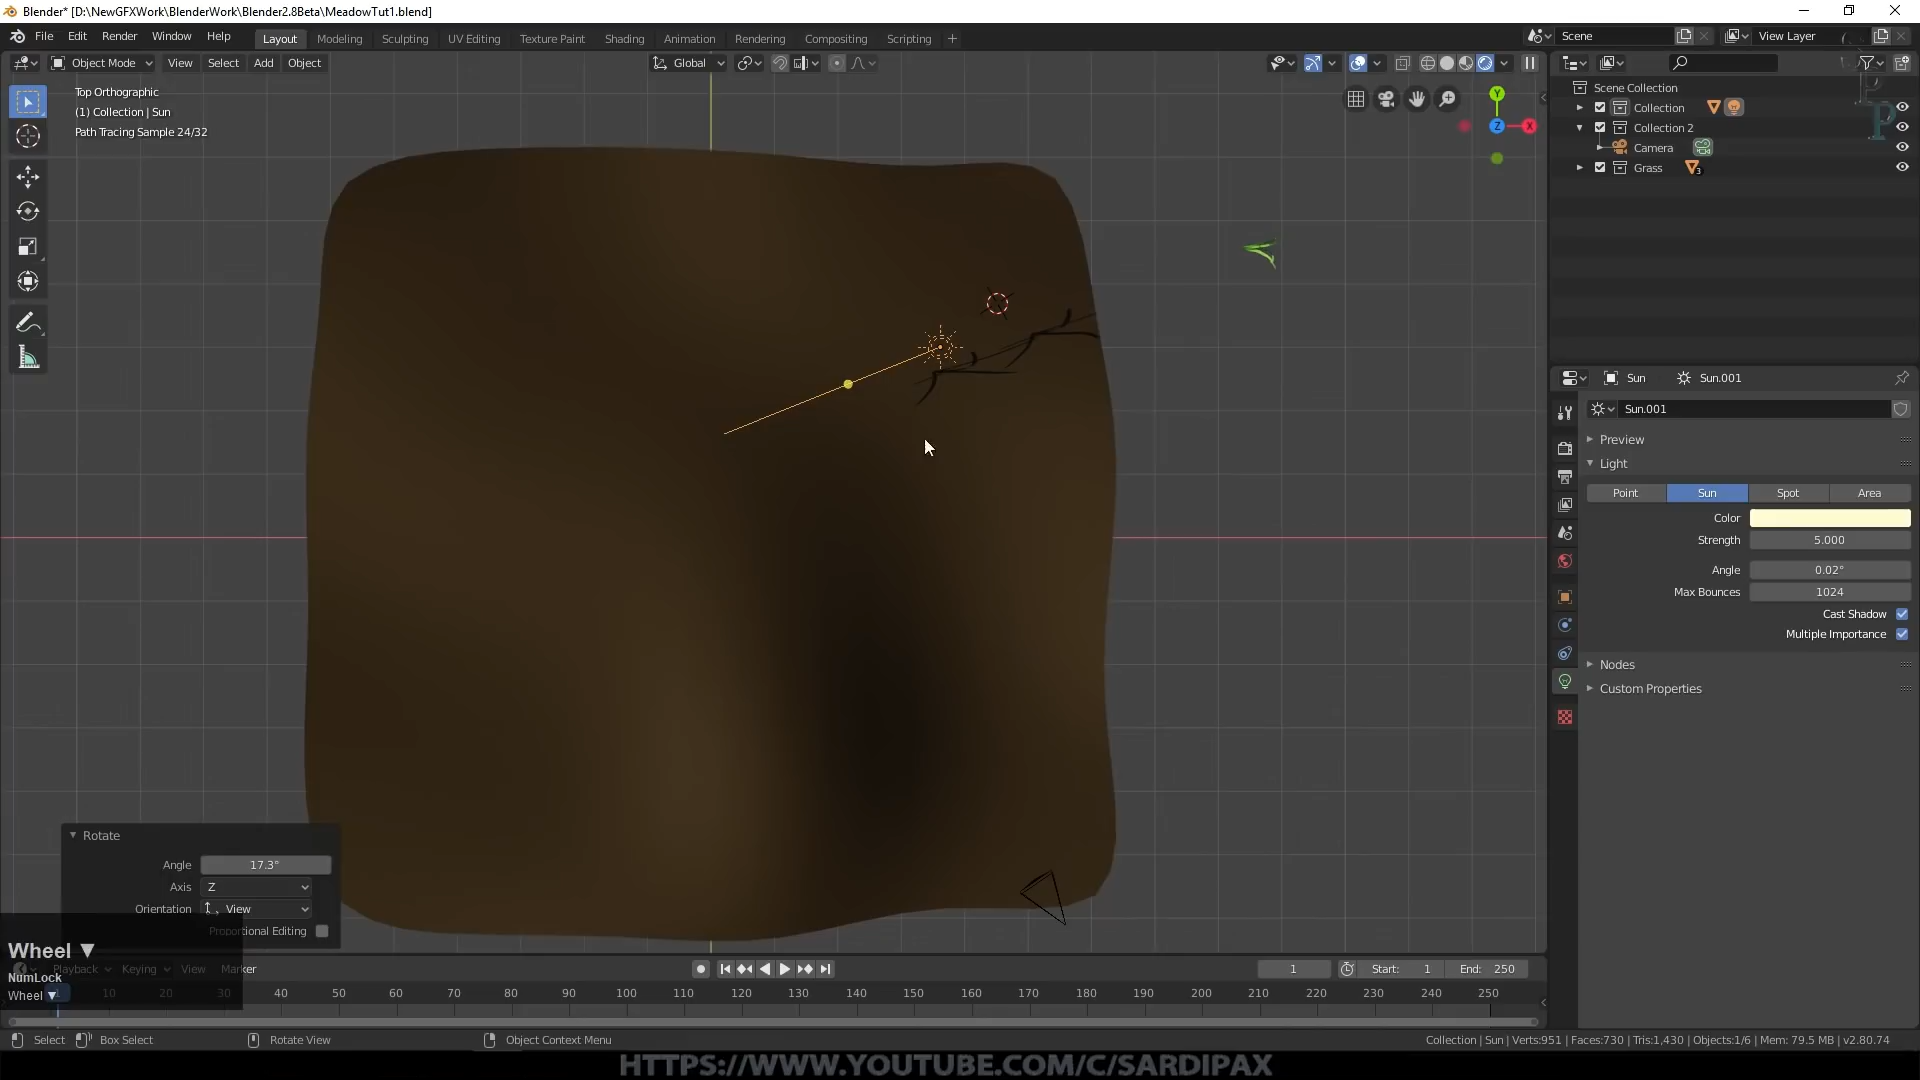 Blender* [D:\NewGFXWork\BlenderWork\Blender2.8Beta\MeadowTut1.blend]
File Edit Render Window Help Layout Modeling Sculpting UV Editing Texture Paint Shading Animation Rendering Compositing Scripting + Scene View Layer
Object Mode View Select Add Object Global
Top Orthographic
(1) Collection | Sun
Path Tracing Sample 24/32
Y
X
Z
Scene Collection
Collection
Collection 2
Camera
Grass
3
Sun Sun.001
Sun.001
Preview
Light
Point Sun Spot Area
Color
Strength 5.000
Angle 0.02°
Max Bounces 1024
Cast Shadow
Multiple Importance
Nodes
Custom Properties
Rotate
Angle 17.3°
Axis Z
Orientation View
Proportional Editing
Wheel ▼
NumLock
Wheel ▼
Playback Keying View Marker 1 Start: 1 End: 250
1 10 20 30 40 50 60 70 80 90 100 110 120 130 140 150 160 170 180 190 200 210 220 230 240 250
Select Box Select Rotate View Object Context Menu Collection | Sun | Verts:951 | Faces:730 | Tris:1,430 | Objects:1/6 | Mem: 79.5 MB | v2.80.74
HTTPS://WWW.YOUTUBE.COM/C/SARDIPAX